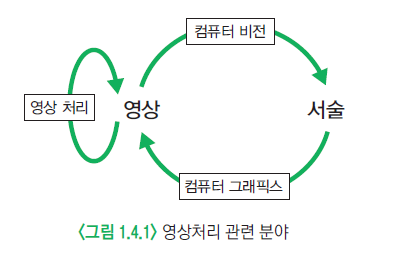 컴퓨터 비전
영상 처리
영상
서술
컴퓨터 그래픽스
<그림 1.4.1> 영상처리 관련 분야